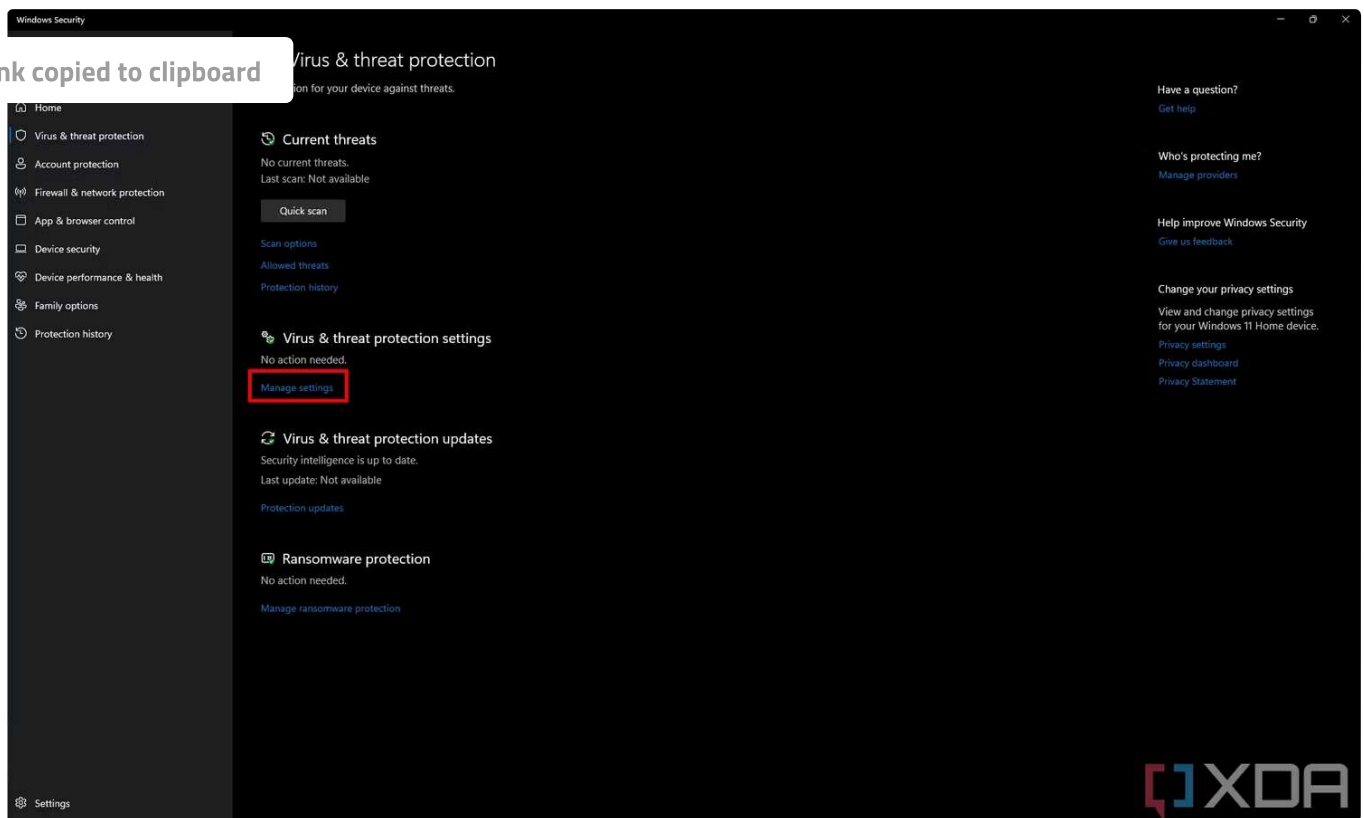 Windows Security
nk copied to clipboard
Virus & threat protection
ion for your device against threats.
Home
Virus & threat protection
Account protection
Firewall & network protection
App & browser control
Device security
Device performance & health
Family options
Protection history
Settings
Current threats
No current threats.
Last scan: Not available
Quick scan
Scan options
Allowed threats
Protection history
Virus & threat protection settings
No action needed.
Manage settings
Virus & threat protection updates
Security intelligence is up to date.
Last update: Not available
Protection updates
Ransomware protection
No action needed.
Manage ransomware protection
Have a question?
Get help
Who's protecting me?
Manage providers
Help improve Windows Security
Give us feedback
Change your privacy settings
View and change privacy settings
for your Windows 11 Home device.
Privacy settings
Privacy dashboard
Privacy Statement
XDA